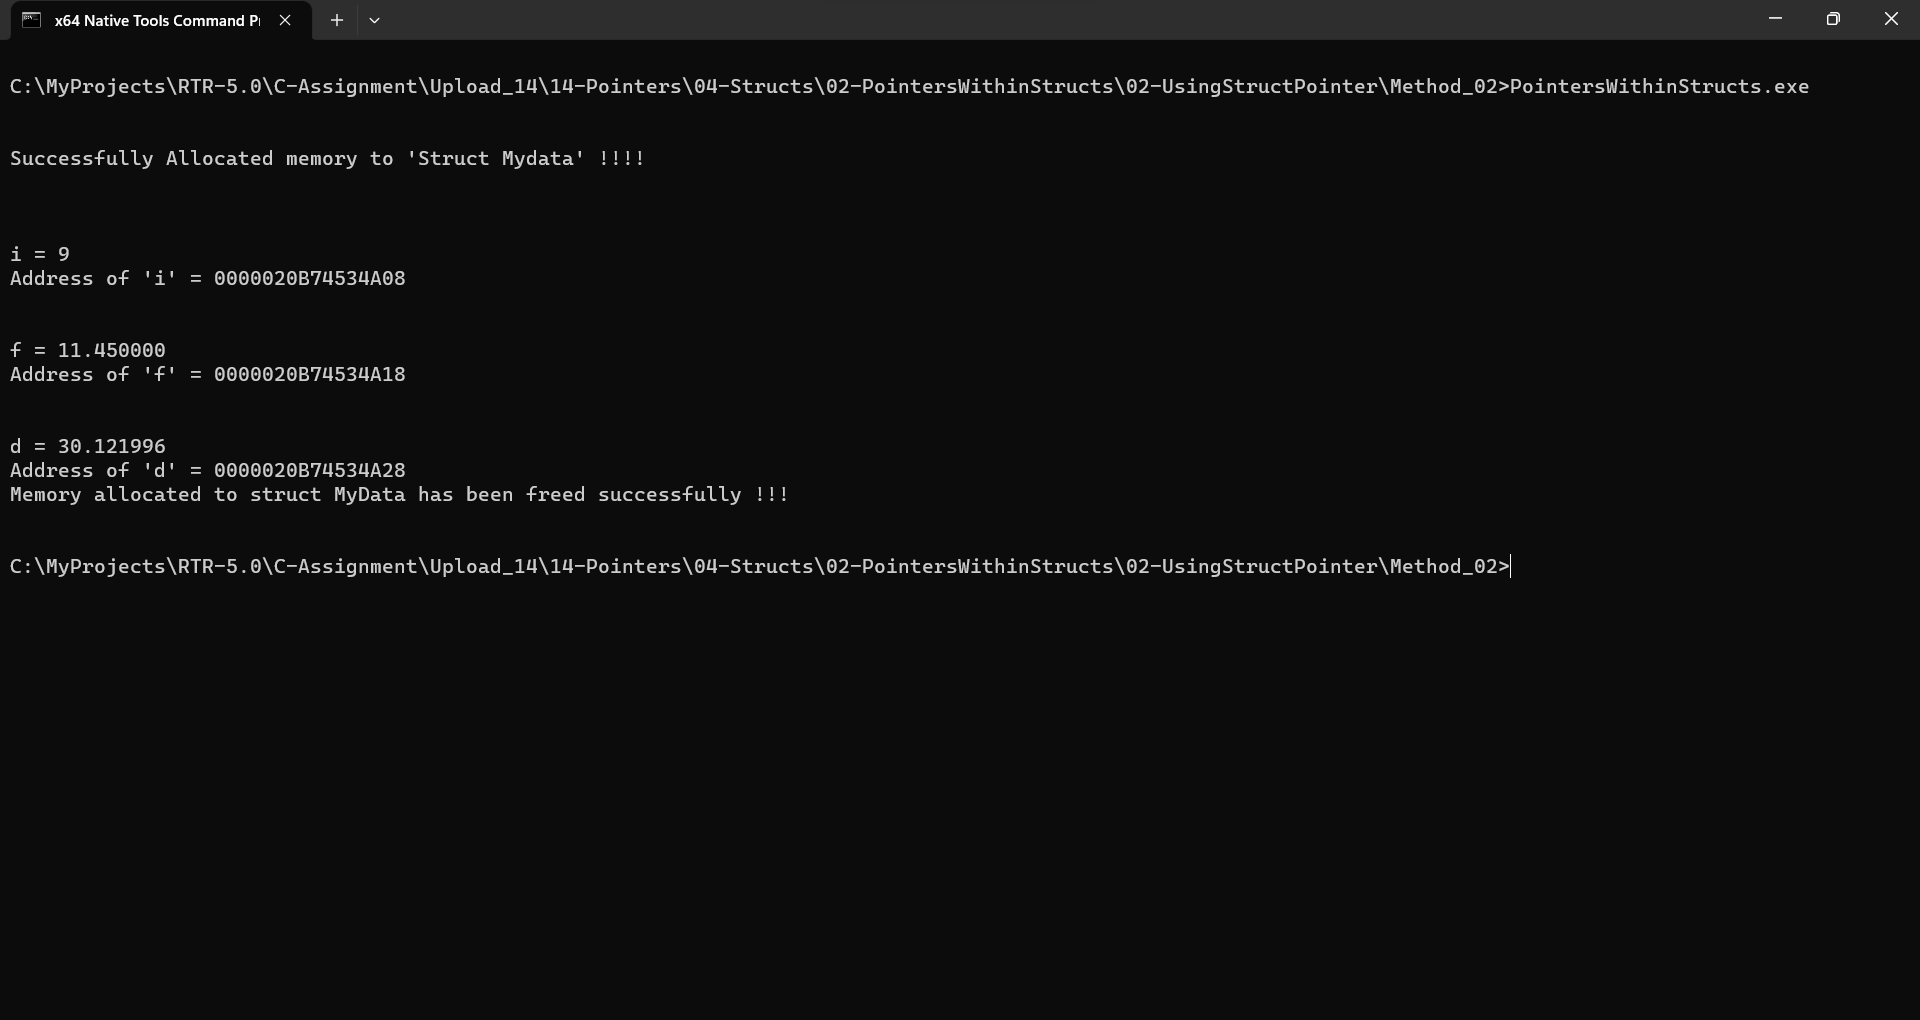 x64 Native Tools Command P
C:\MyProjects\RTR-5.0\C-Assignment\Upload_14\14-Pointers\04-Structs\02-PointersWithinStructs\02-UsingStructPointer\Method_02>PointersWithinStructs.exe
Successfully Allocated memory to 'Struct Mydata' !!!!
i = 9
Address of 'i' = 0000020B74534A08
f = 11.450000
Address of 'f' = 0000020B74534A18
d = 30.121996
Address of 'd' = 0000020B74534A28
Memory allocated to struct MyData has been freed successfully !!!
C:\MyProjects\RTR-5.0\C-Assignment\Upload_14\14-Pointers\04-Structs\02-PointersWithinStructs\02-UsingStructPointer\Method_02>